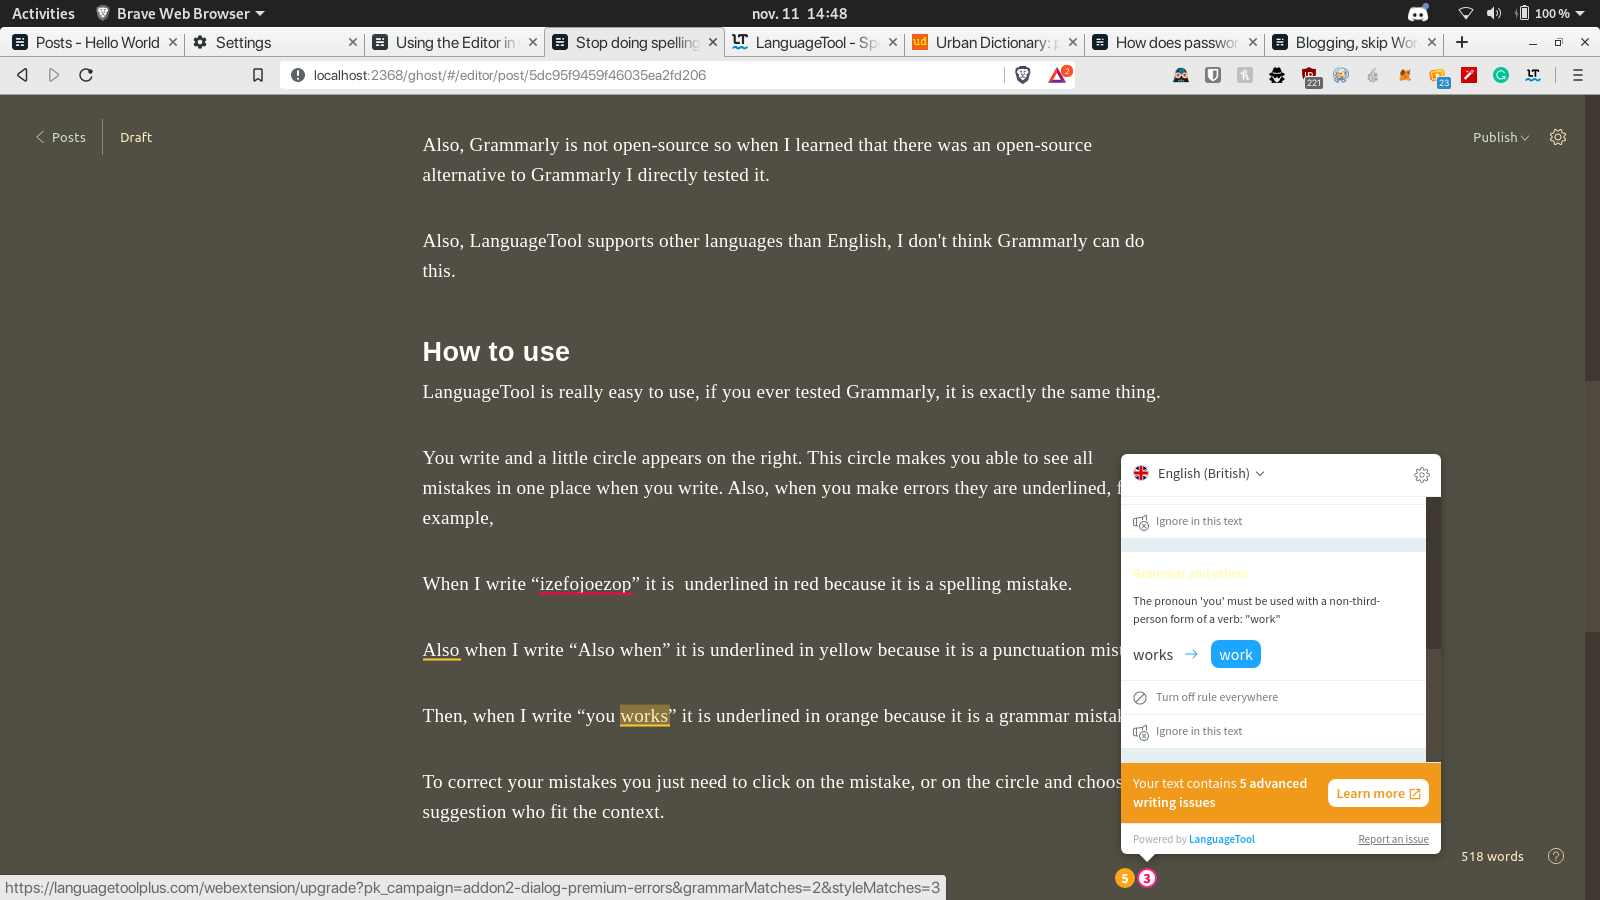 Activities
Brave Web Browser
nov. 11 14:48
100 %
Posts - Hello World
Settings
Using the Editor in
Stop doing spelling
LanguageTool - Sp
Urban Dictionary:
How does passwor
Blogging, skip Wor
localhost:2368/ghost/#/editor/post/5dc95f9459f46035ea2fd206
2
221
23
Posts
Draft
Publish
Also, Grammarly is not open-source so when I learned that there was an open-source
alternative to Grammarly I directly tested it.
Also, LanguageTool supports other languages than English, I don't think Grammarly can do
this.
How to use
LanguageTool is really easy to use, if you ever tested Grammarly, it is exactly the same thing.
You write and a little circle appears on the right. This circle makes you able to see all
mistakes in one place when you write. Also, when you make errors they are underlined, f
example,
When I write “izefojoezop” it is  underlined in red because it is a spelling mistake.
Also when I write “Also when” it is underlined in yellow because it is a punctuation mist
Then, when I write “you works” it is underlined in orange because it is a grammar mistak
To correct your mistakes you just need to click on the mistake, or on the circle and choos
suggestion who fit the context.
English (British)
Ignore in this text
Grammar and others
The pronoun 'you' must be used with a non-third-
person form of a verb: "work"
works → work
Turn off rule everywhere
Ignore in this text
Your text contains 5 advanced
writing issues
Learn more
Powered by LanguageTool
Report an issue
5 3
518 words
https://languagetoolplus.com/webextension/upgrade?pk_campaign=addon2-dialog-premium-errors&grammarMatches=2&styleMatches=3